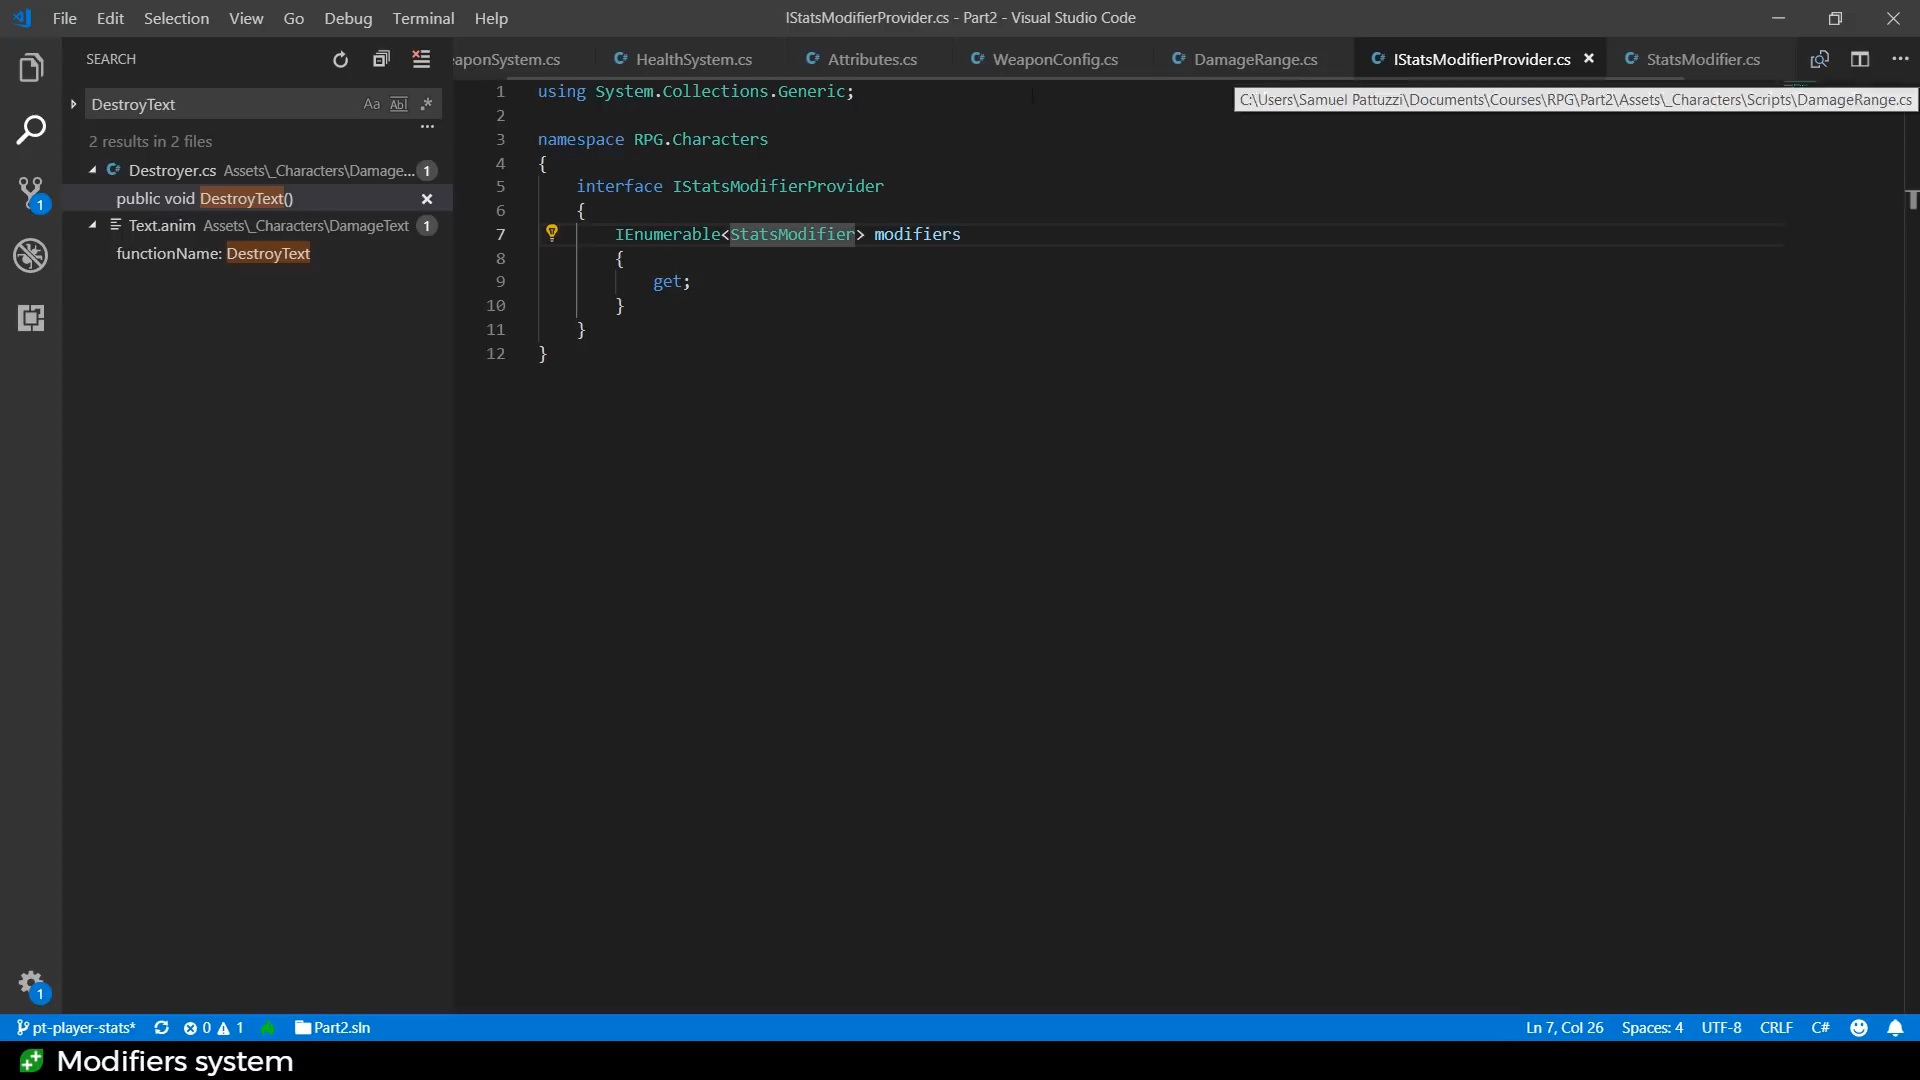 File Edit Selection View Go Debug Terminal Help
IStatsModifierProvider.cs - Part2 - Visual Studio Code
SEARCH
DestroyText
Aa Abl .*
2 results in 2 files
Destroyer.cs Assets\_Characters\Damage... 1
public void DestroyText()
Text.anim Assets\_Characters\DamageText 1
functionName: DestroyText
1
1
eaponSystem.cs HealthSystem.cs Attributes.cs WeaponConfig.cs DamageRange.cs IStatsModifierProvider.cs StatsModifier.cs
C:\Users\Samuel Pattuzzi\Documents\Courses\RPG\Part2\Assets\_Characters\Scripts\DamageRange.cs
1 using System.Collections.Generic;
2
3 namespace RPG.Characters
4 {
5 interface IStatsModifierProvider
6 {
7 IEnumerable<StatsModifier> modifiers
8 {
9 get;
10 }
11 }
12 }
pt-player-stats* 0 1 Part2.sln
Ln 7, Col 26 Spaces: 4 UTF-8 CRLF C#
Modifiers system